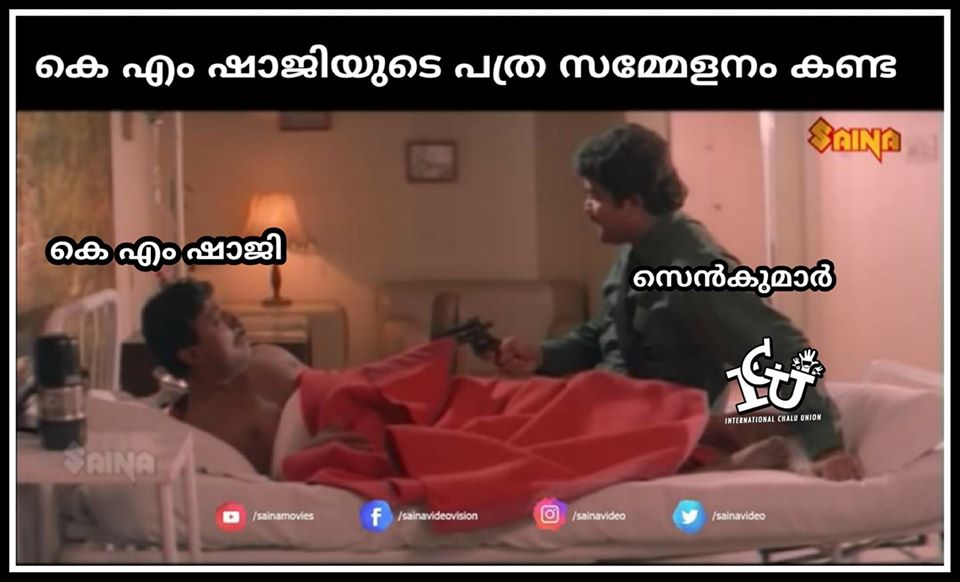 കെ എം ഷാജിയുടെ പത്ര സമ്മേളനം കണ്ട
SAINA
കെ എം ഷാജി
സെൻകുമാർ
ICU
INTERNATIONAL CHALU UNION
SAINA
/sainamovies
/sainavideovision
/sainavideo
/sainavideo